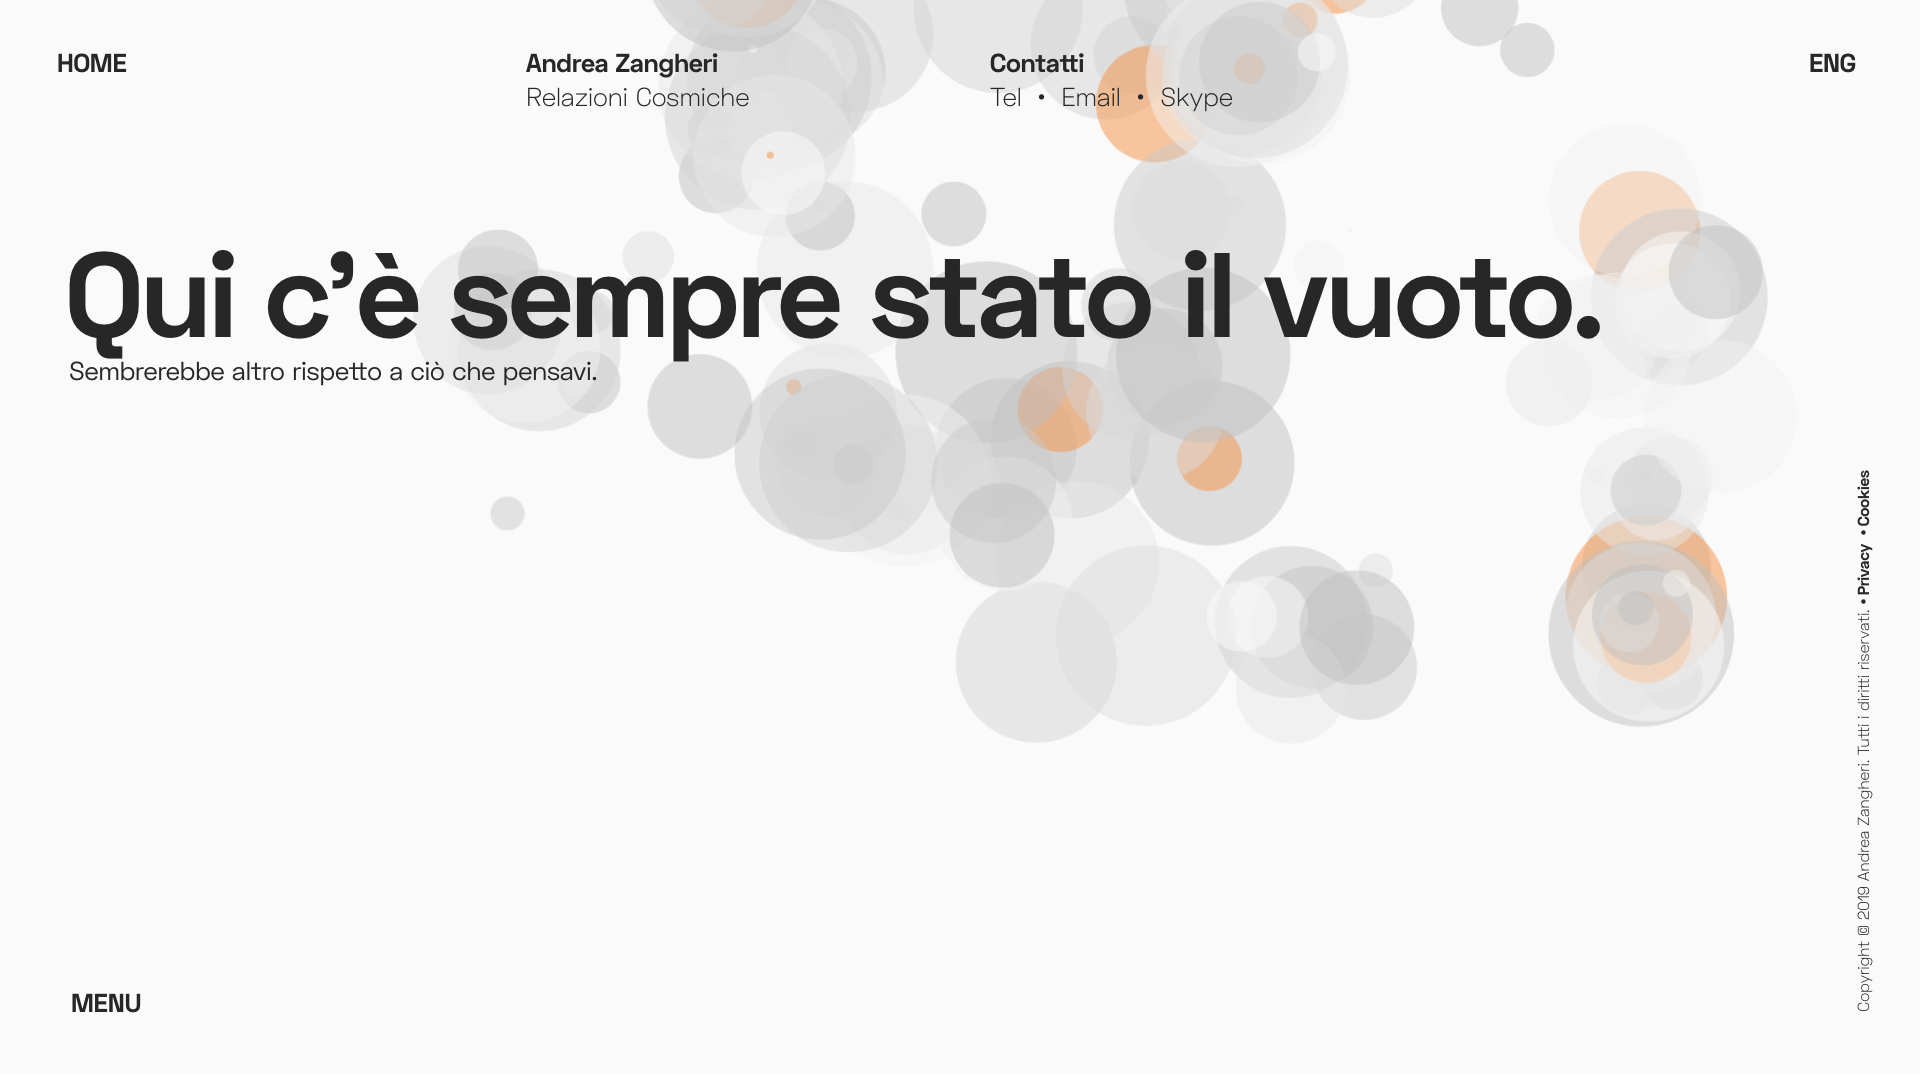 HOME
Andrea Zangheri
Relazioni Cosmiche
Contatti
Tel • Email • Skype
ENG
Qui c’è sempre stato il vuoto.
Sembrerebbe altro rispetto a ciò che pensavi.
Copyright © 2019 Andrea Zangheri. Tutti i diritti riservati. • Privacy • Cookies
MENU